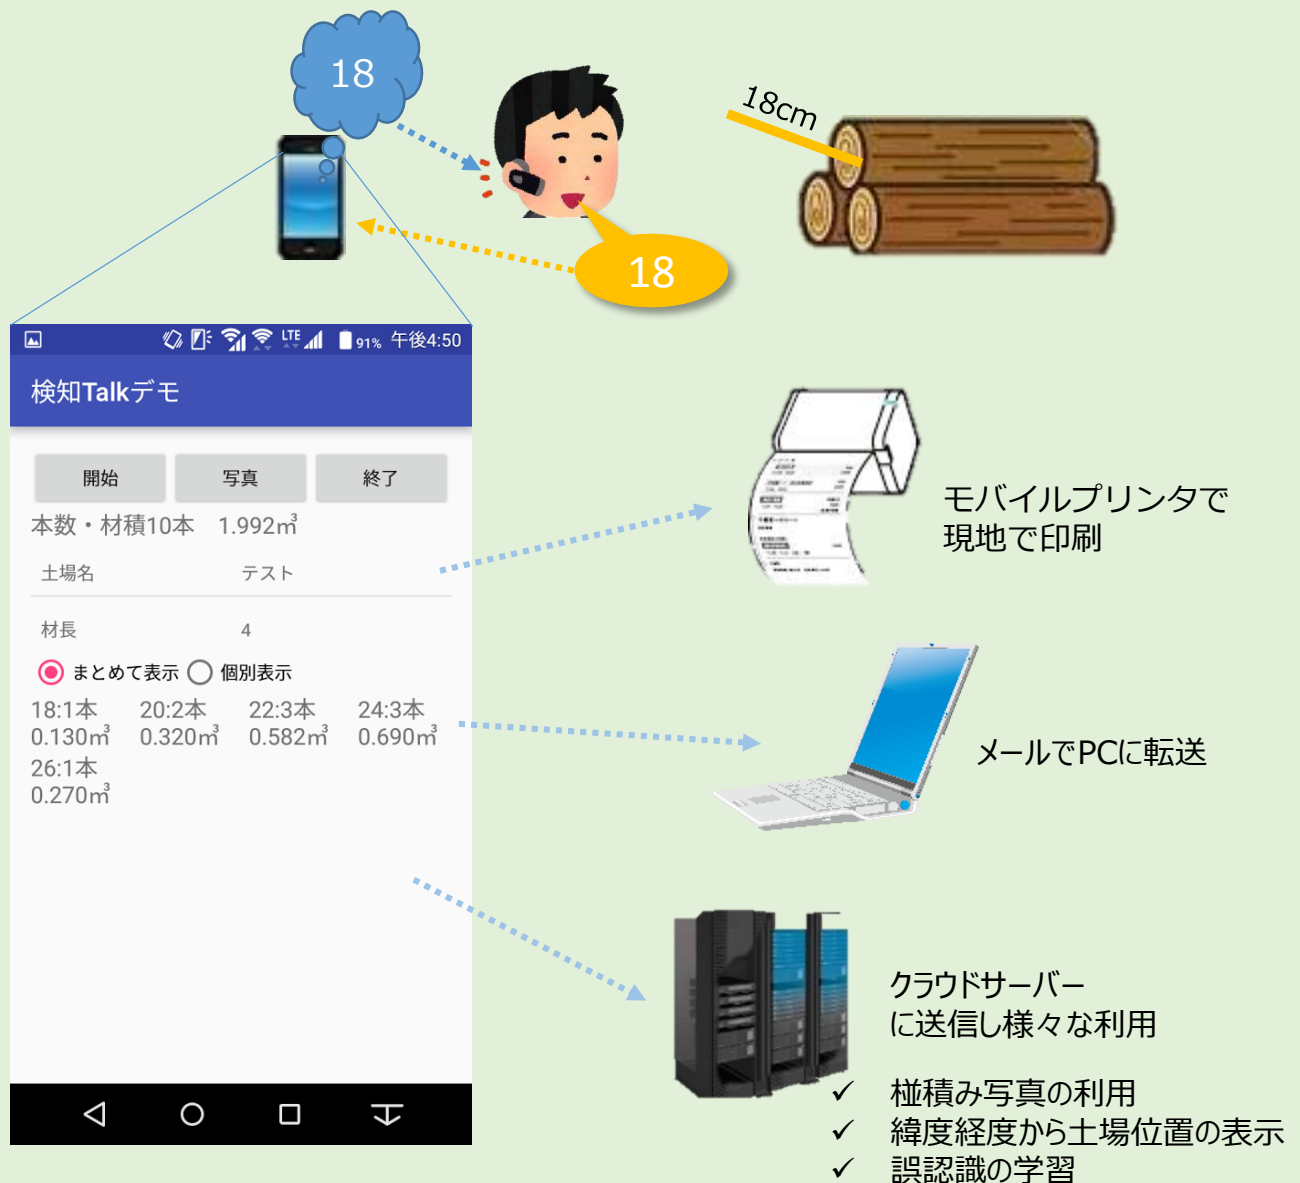 18
18cm
18
91% 午後4:50
LTE
検知Talkデモ
開始 写真 終了
本数・材積10本 1.992㎥
土場名 テスト
材長 4
まとめて表示 個別表示
18:1本 20:2本 22:3本 24:3本
0.130㎥ 0.320㎥ 0.582㎥ 0.690㎥
26:1本
0.270㎥
モバイルプリンタで
現地で印刷
メールでPCに転送
クラウドサーバー
に送信し様々な利用
✓ 椪積み写真の利用
✓ 緯度経度から土場位置の表示
✓ 誤認識の学習